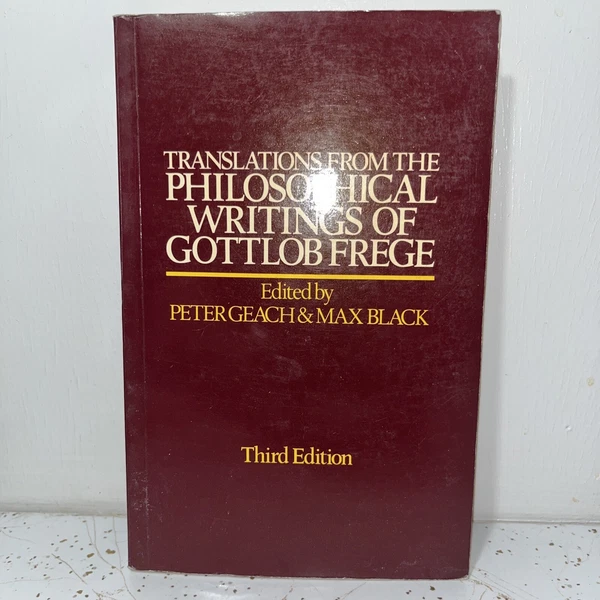 TRANSLATIONS FROM THE
PHILOSOPHICAL
WRITINGS OF
GOTTLOB FREGE
Edited by
PETER GEACH & MAX BLACK
Third Edition